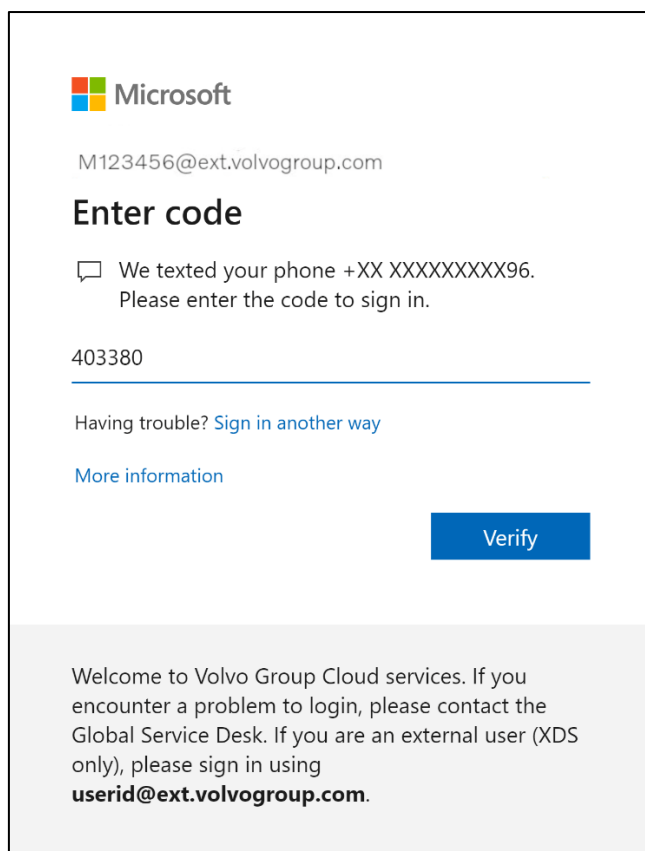 Microsoft
M123456@ext.volvogroup.com
Enter code
We texted your phone +XX XXXXXXXXX96.
Please enter the code to sign in.
403380
Having trouble? Sign in another way
More information
Verify
Welcome to Volvo Group Cloud services. If you
encounter a problem to login, please contact the
Global Service Desk. If you are an external user (XDS
only), please sign in using
userid@ext.volvogroup.com.